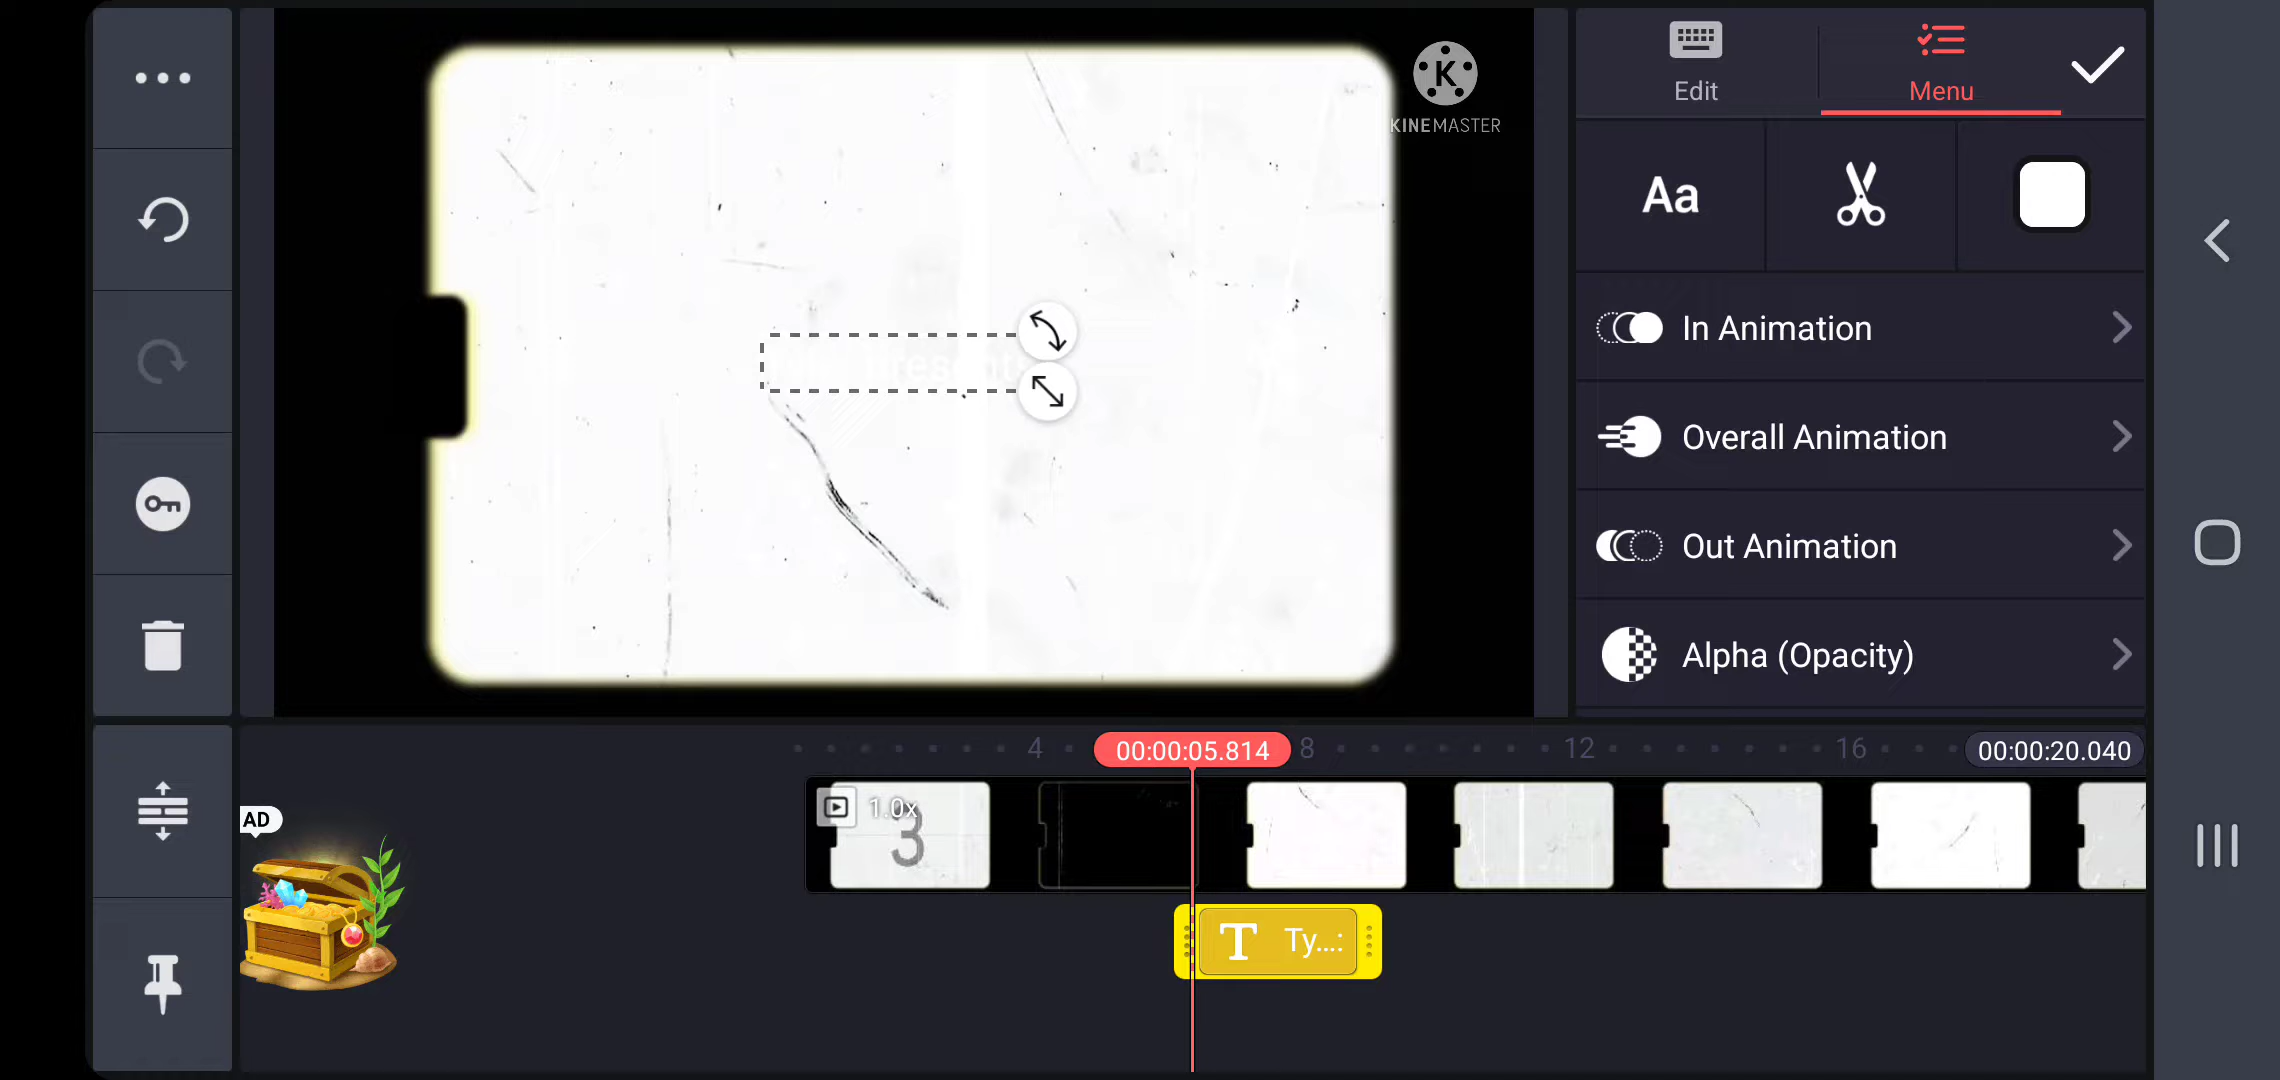 Edit
Menu
Aa
KINEMASTER
In Animation
Overall Animation
Out Animation
Alpha (Opacity)
4
00:00:05.814
8
12
16
00:00:20.040
1.0x
3
AD
T Ty...: